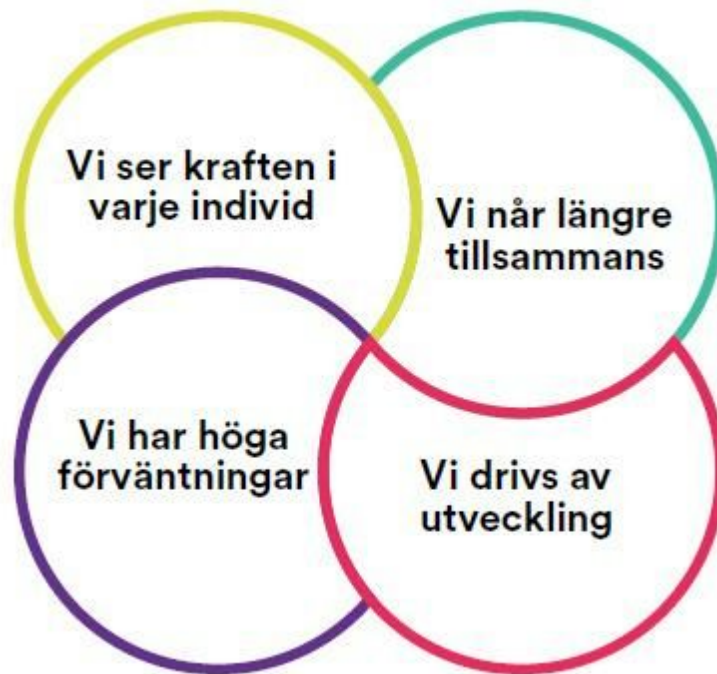 Vi ser kraften i
varje individ
Vi når längre
tillsammans
Vi har höga
förväntningar
Vi drivs av
utveckling